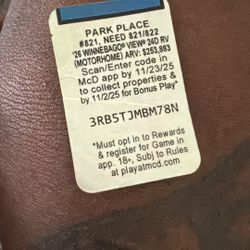 PARK PLACE
#821, NEED 821/822
'26 WINNEBAGO® VIEW® 24D RV
(MOTORHOME) ARV: $253,883
Scan/Enter code in
McD app by 11/23/25
to collect properties &
by 11/2/25 for Bonus Play*
3RB5TJMBM78N
*Must opt in to Rewards
& register for Game in
app. 18+, Subj to Rules
at playatmcd.com